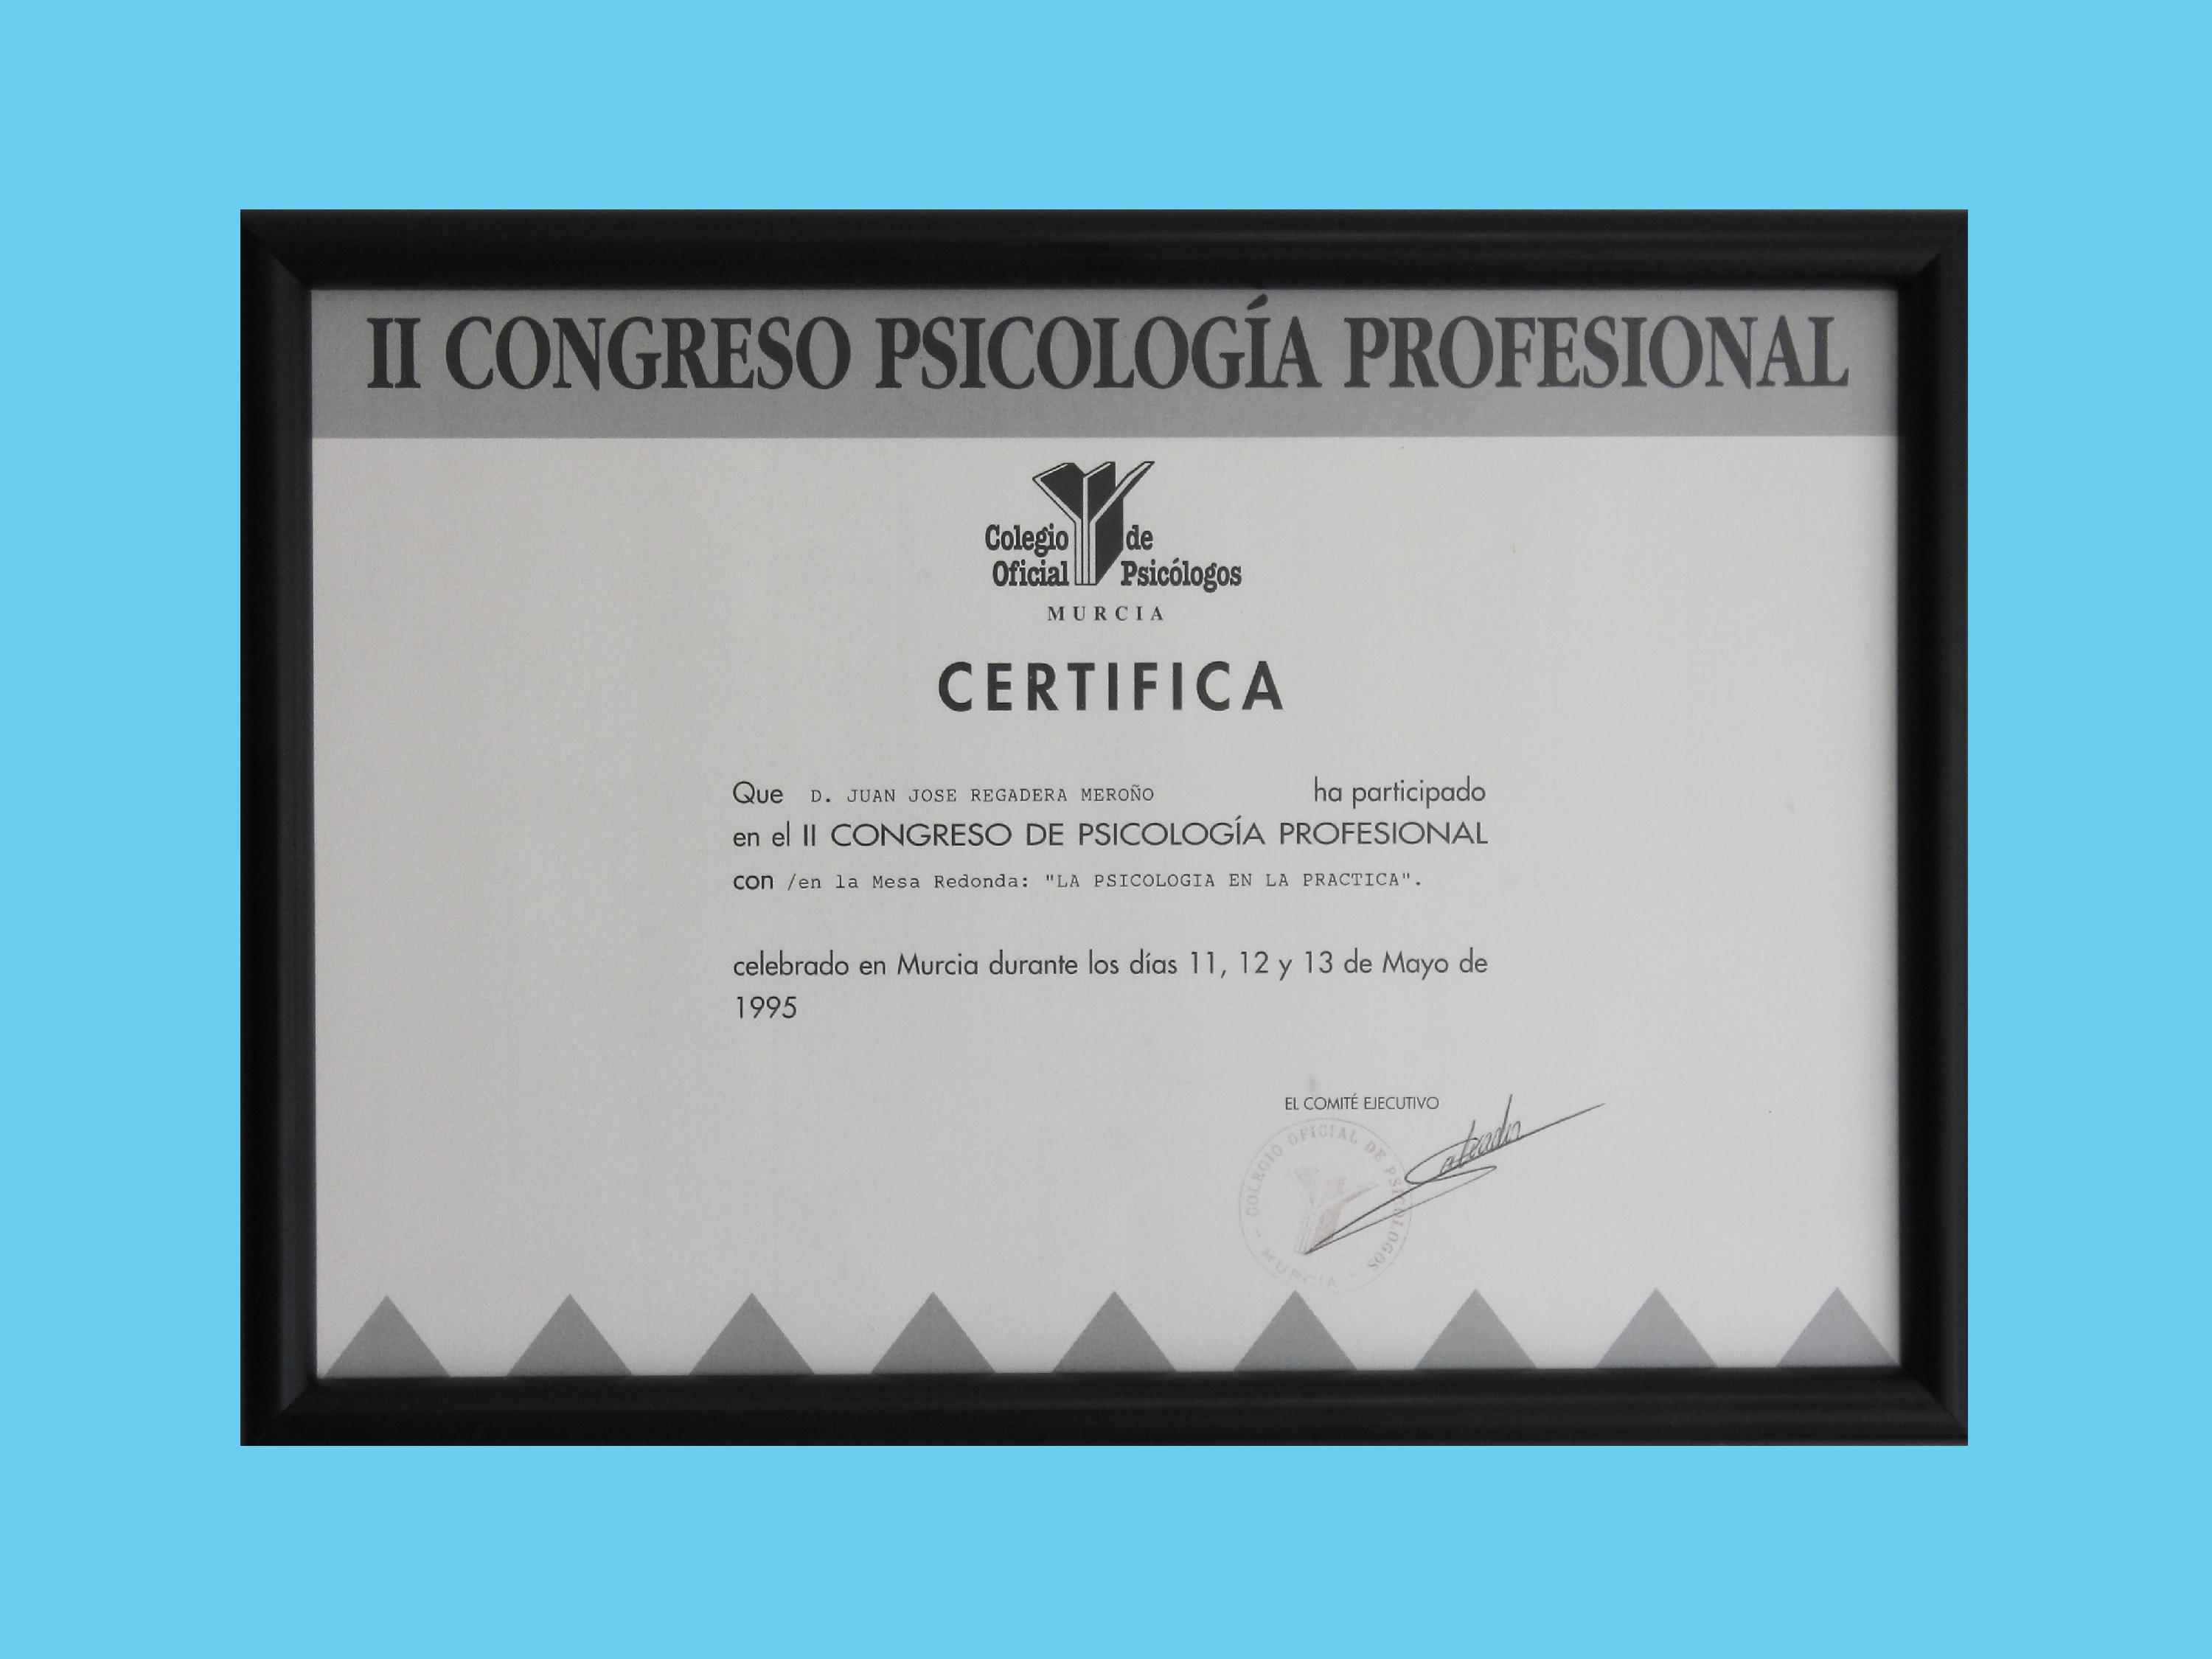 II CONGRESO PSICOLOGÍA PROFESIONAL
Colegio de
Oficial Psicólogos
MURCIA
CERTIFICA
Que D. JUAN JOSE REGADERA MEROÑO ha participado
en el II CONGRESO DE PSICOLOGÍA PROFESIONAL
con /en la Mesa Redonda: "LA PSICOLOGIA EN LA PRACTICA".
celebrado en Murcia durante los días 11, 12 y 13 de Mayo de
1995
EL COMITÉ EJECUTIVO
COLEGIO OFICIAL DE PSICOLOGOS
- MURCIA -